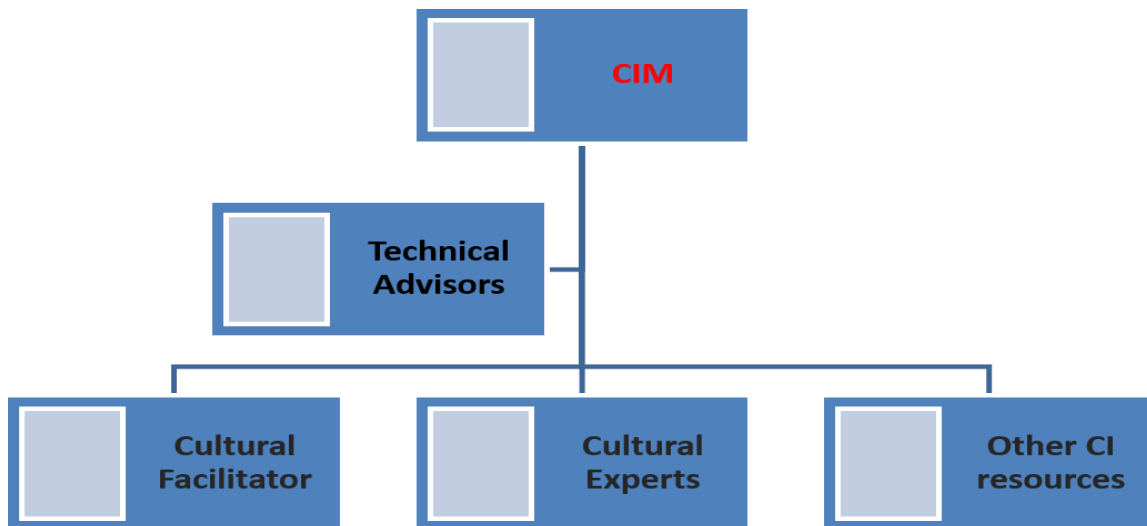 CIM
Technical
Advisors
Cultural
Facilitator
Cultural
Experts
Other CI
resources